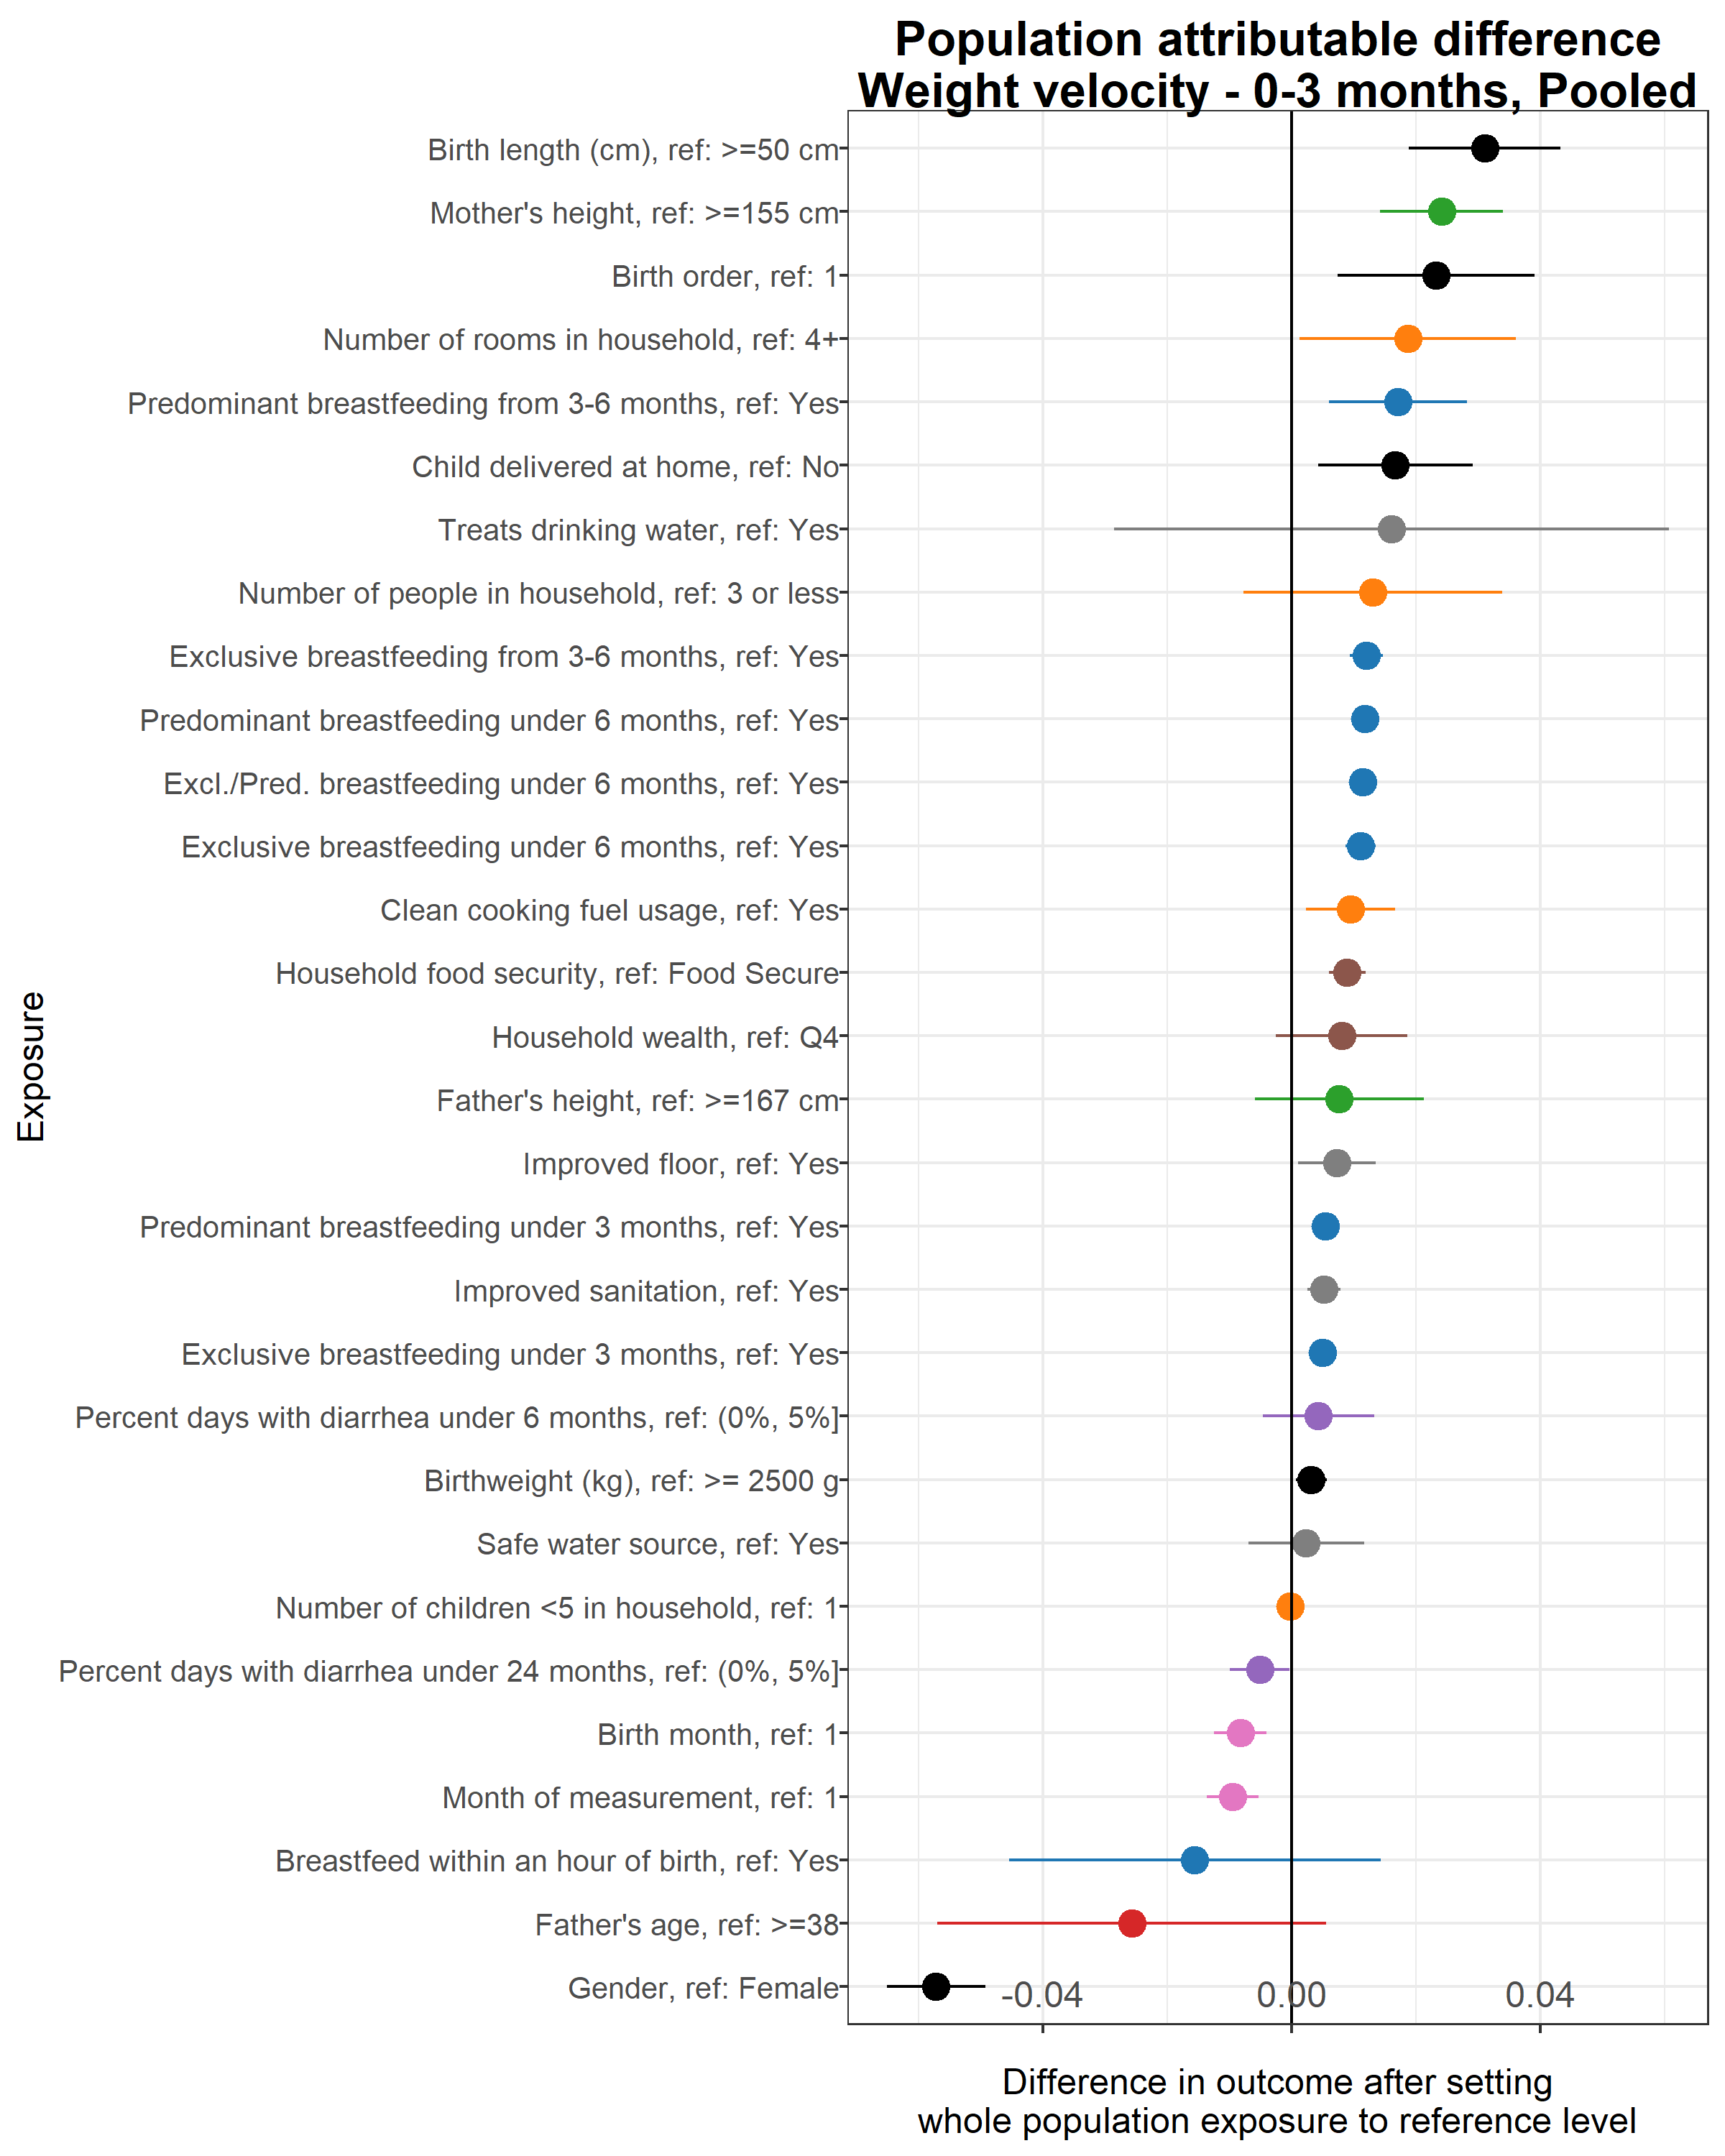 Population attributable difference
Weight velocity - 0-3 months, Pooled
Birth length (cm), ref: >=50 cm
Mother's height, ref: >=155 cm
Birth order, ref: 1
Number of rooms in household, ref: 4+
Predominant breastfeeding from 3-6 months, ref: Yes
Child delivered at home, ref: No
Treats drinking water, ref: Yes
Number of people in household, ref: 3 or less
Exclusive breastfeeding from 3-6 months, ref: Yes
Predominant breastfeeding under 6 months, ref: Yes
Excl./Pred. breastfeeding under 6 months, ref: Yes
Exclusive breastfeeding under 6 months, ref: Yes
Clean cooking fuel usage, ref: Yes
Household food security, ref: Food Secure
Household wealth, ref: Q4
Father's height, ref: >=167 cm
Improved floor, ref: Yes
Predominant breastfeeding under 3 months, ref: Yes
Improved sanitation, ref: Yes
Exclusive breastfeeding under 3 months, ref: Yes
Percent days with diarrhea under 6 months, ref: (0%, 5%]
Birthweight (kg), ref: >= 2500 g
Safe water source, ref: Yes
Number of children <5 in household, ref: 1
Percent days with diarrhea under 24 months, ref: (0%, 5%]
Birth month, ref: 1
Month of measurement, ref: 1
Breastfeed within an hour of birth, ref: Yes
Father's age, ref: >=38
Gender, ref: Female
Exposure
-0.04 0.00 0.04
Difference in outcome after setting
whole population exposure to reference level